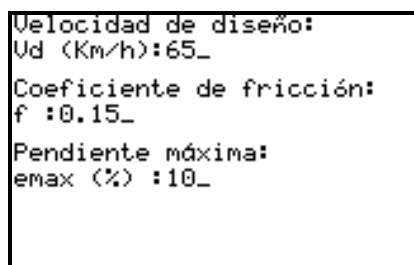 Velocidad de diseño:
Vd (Km/h):65_
Coeficiente de fricción:
f :0.15_
Pendiente máxima:
emax (%) :10_